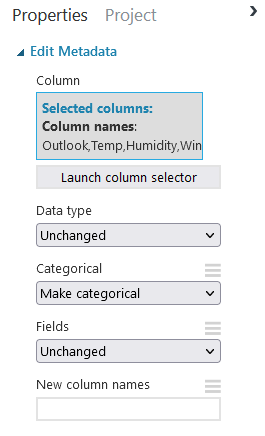 Properties Project
Edit Metadata
Column
Selected columns:
Column names:
Outlook,Temp,Humidity,Win
Launch column selector
Data type
Unchanged
Categorical
Make categorical
Fields
Unchanged
New column names